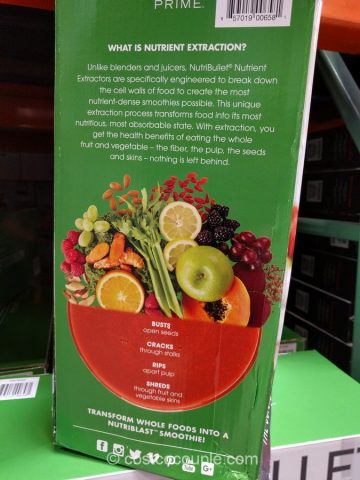 PRIME.
WHAT IS NUTRIENT EXTRACTION?
Unlike blenders and juicers, NutriBullet® Nutrient
Extractors are specifically engineered to break down
the cell walls of food to create the most
nutrient-dense smoothies possible. This unique
extraction process transforms food into its most
nutritious, most absorbable state. With extraction, you
get the health benefits of eating the whole
fruit and vegetable – the fiber, the pulp, the seeds
and skins – nothing is left behind.
BUSTS
open seeds
CRACKS
through stalks
RIPS
apart pulp
SHREDS
through fruit and
vegetable skins
TRANSFORM WHOLE FOODS INTO A
NUTRIBLAST™ SMOOTHIE!
costcocouple.com